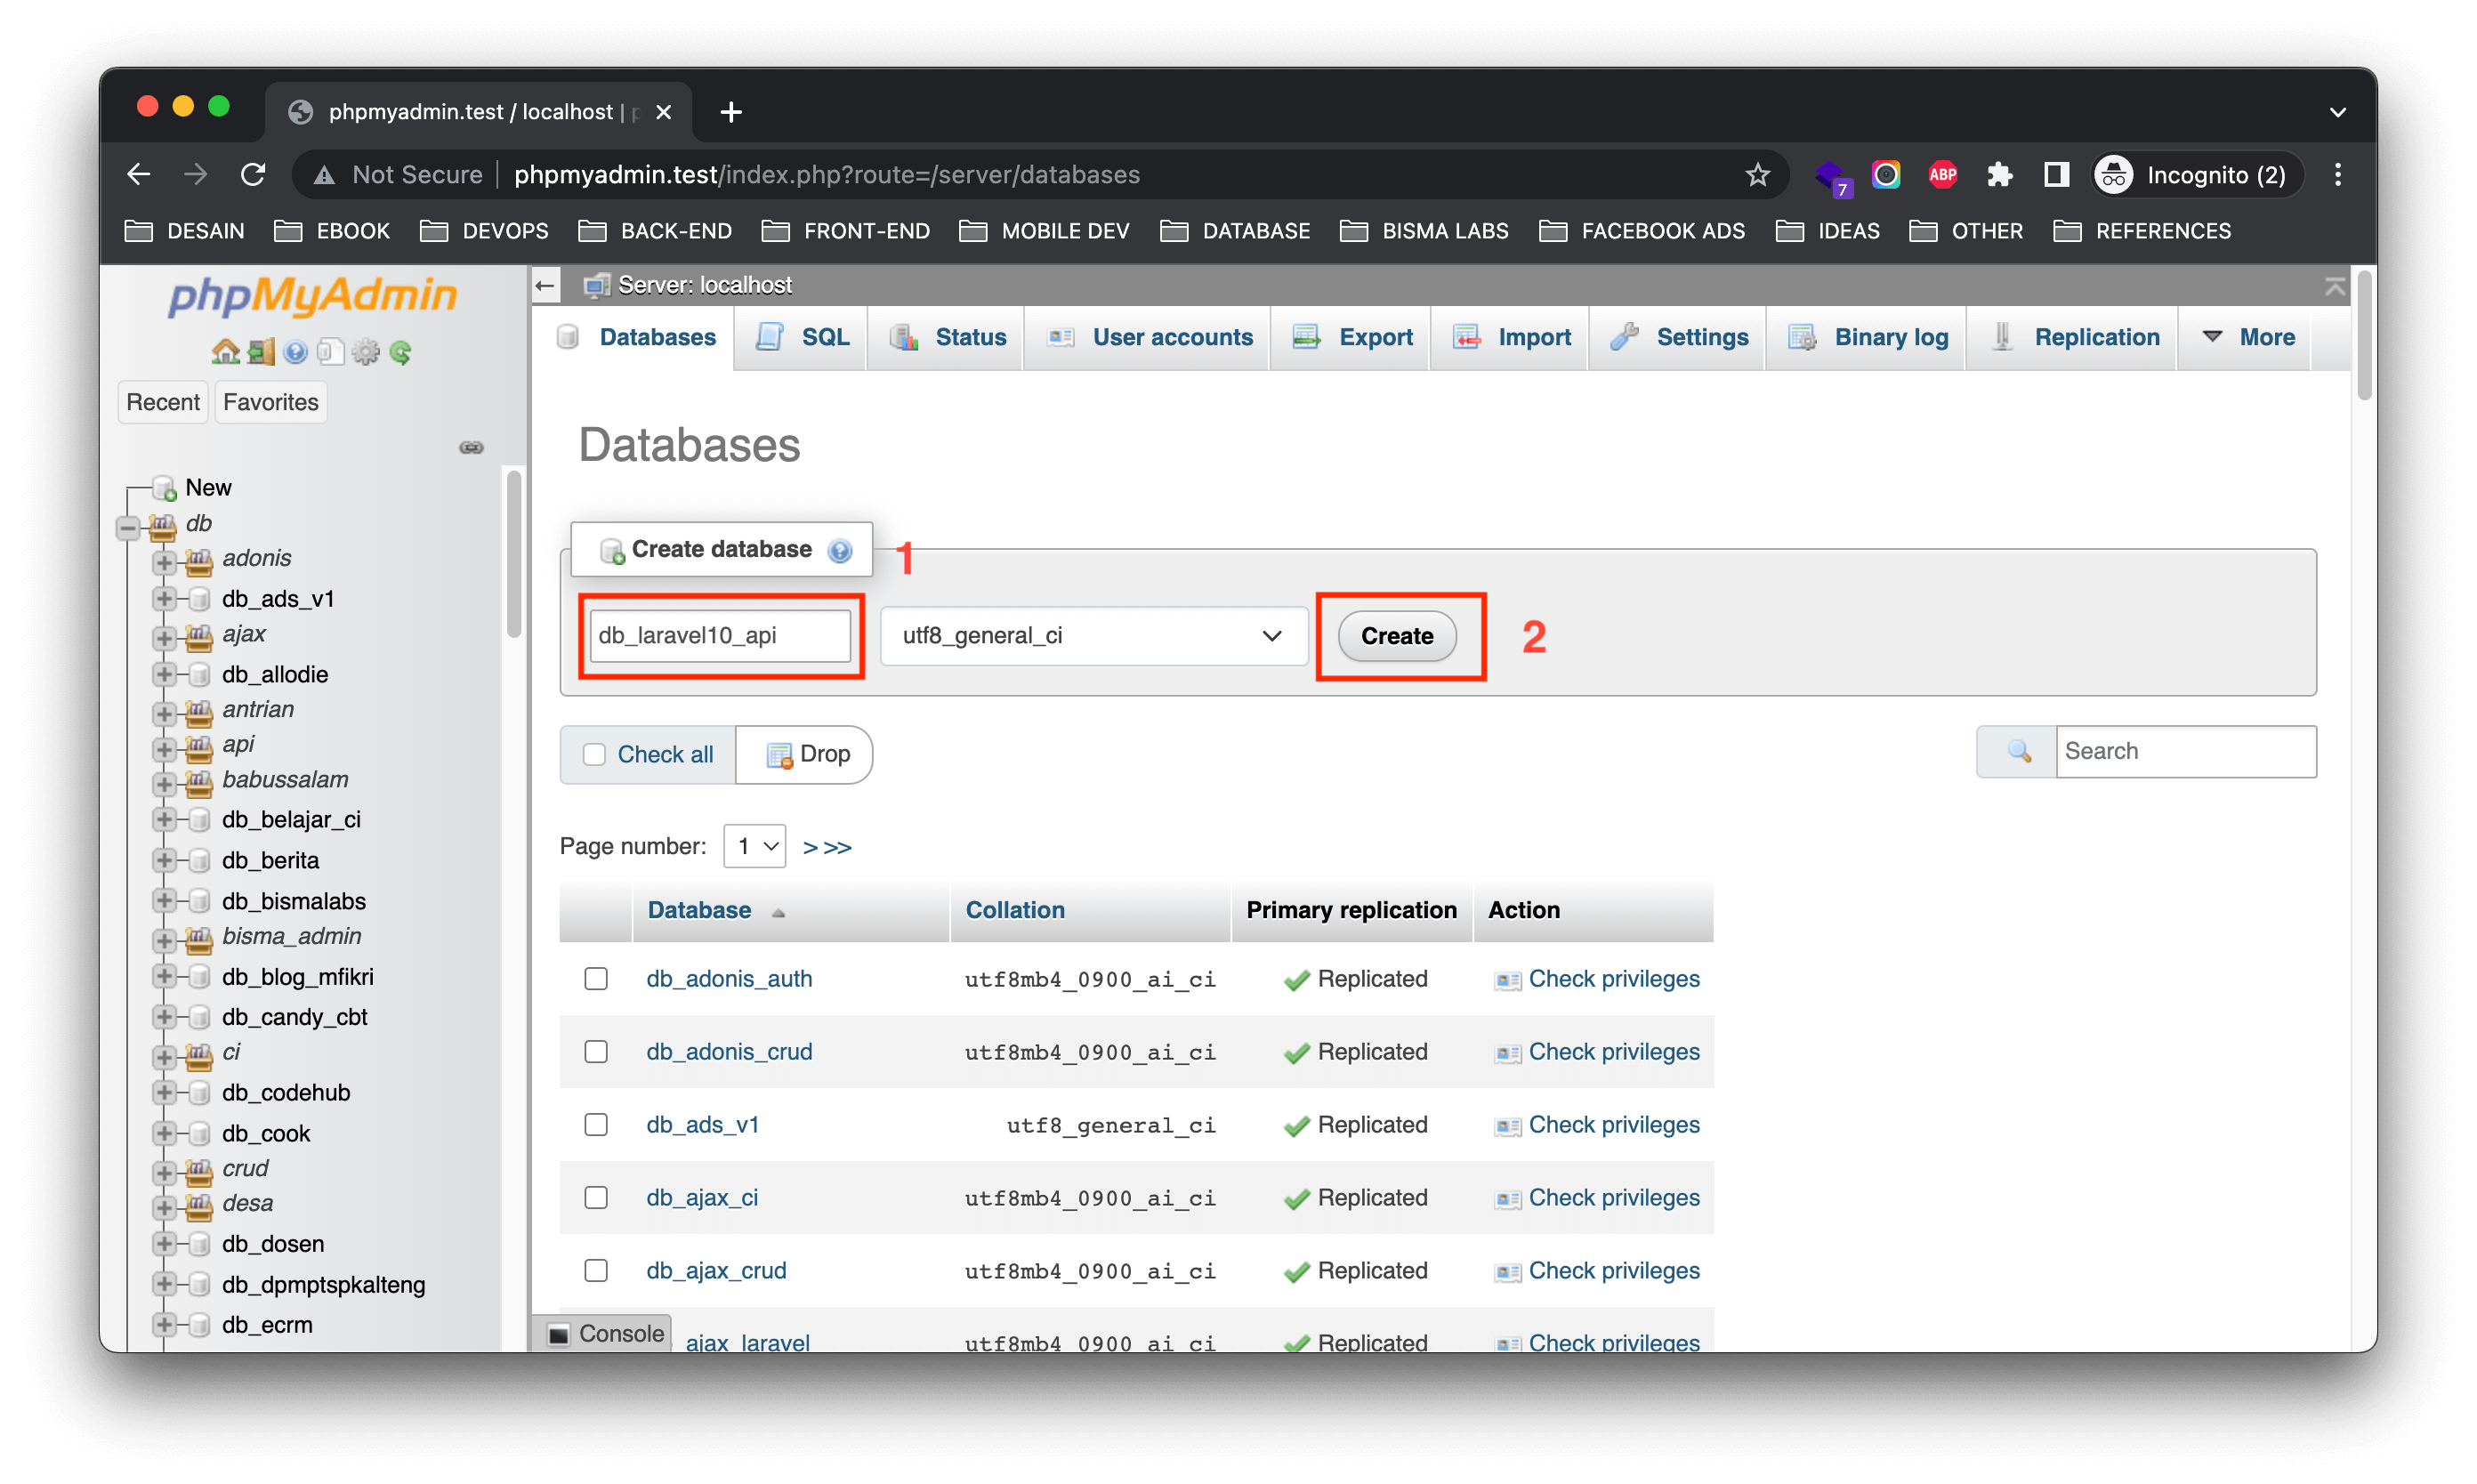 phpmyadmin.test / localhost |
Not Secure phpmyadmin.test/index.php?route=/server/databases 7 ABP Incognito (2)
DESAIN EBOOK DEVOPS BACK-END FRONT-END MOBILE DEV DATABASE BISMA LABS FACEBOOK ADS IDEAS OTHER REFERENCES
phpMyAdmin
Recent Favorites
New
db
adonis
db_ads_v1
ajax
db_allodie
antrian
api
babussalam
db_belajar_ci
db_berita
db_bismalabs
bisma_admin
db_blog_mfikri
db_candy_cbt
ci
db_codehub
db_cook
crud
desa
db_dosen
db_dpmptspkalteng
db_ecrm
Server: localhost
Databases SQL Status User accounts Export Import Settings Binary log Replication More
Databases
Create database 1
db_laravel10_api utf8_general_ci Create 2
Check all Drop Search
Page number: 1 > >>
Database Collation Primary replication Action
db_adonis_auth utf8mb4_0900_ai_ci Replicated Check privileges
db_adonis_crud utf8mb4_0900_ai_ci Replicated Check privileges
db_ads_v1 utf8_general_ci Replicated Check privileges
db_ajax_ci utf8mb4_0900_ai_ci Replicated Check privileges
db_ajax_crud utf8mb4_0900_ai_ci Replicated Check privileges
ajax_laravel utf8mb4_0900_ai_ci Replicated Check privileges
Console